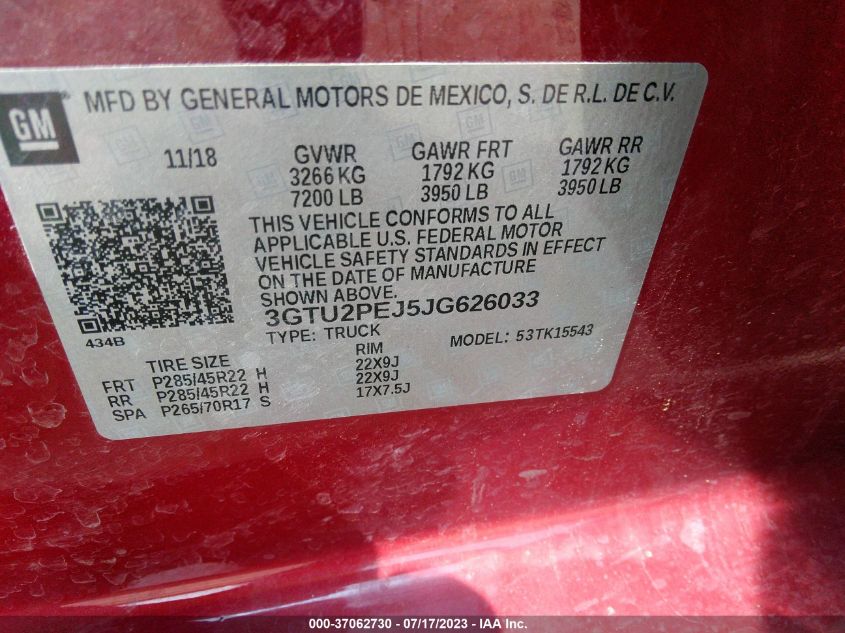 GM
MFD BY GENERAL MOTORS DE MEXICO, S. DE R.L. DE C.V.
11/18 GVWR GAWR FRT GAWR RR
3266 KG 1792 KG 1792 KG
7200 LB 3950 LB 3950 LB
THIS VEHICLE CONFORMS TO ALL
APPLICABLE U.S. FEDERAL MOTOR
VEHICLE SAFETY STANDARDS IN EFFECT
ON THE DATE OF MANUFACTURE
SHOWN ABOVE.
3GTU2PEJ5JG626033
434B TYPE: TRUCK MODEL: 53TK15543
TIRE SIZE RIM
FRT P285/45R22 H 22X9J
RR P285/45R22 H 22X9J
SPA P265/70R17 S 17X7.5J
000-37062730 - 07/17/2023 - IAA Inc.